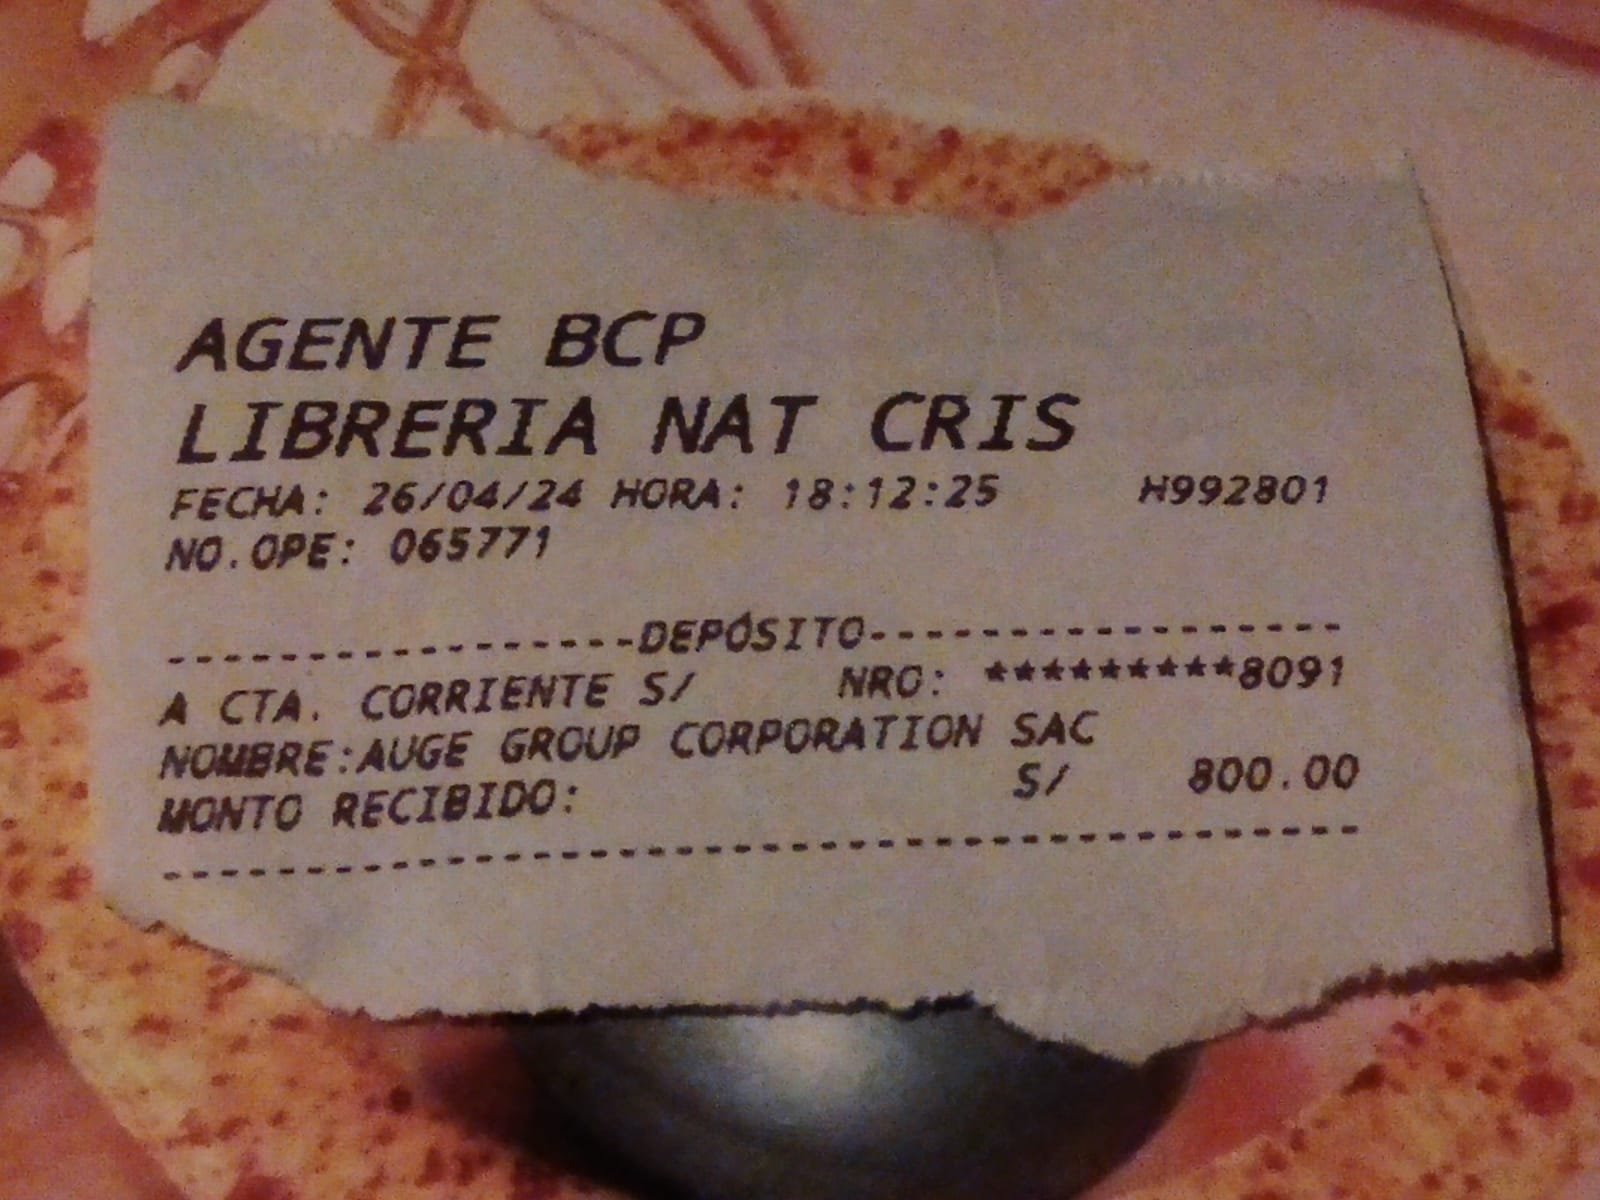 AGENTE BCP
LIBRERIA NAT CRIS
FECHA: 26/04/24 HORA: 18:12:25 H992801
NO.OPE: 065771
-----------------DEPÓSITO-----------------
A CTA. CORRIENTE S/ NRO: *********8091
NOMBRE:AUGE GROUP CORPORATION SAC
MONTO RECIBIDO: S/ 800.00
------------------------------------------